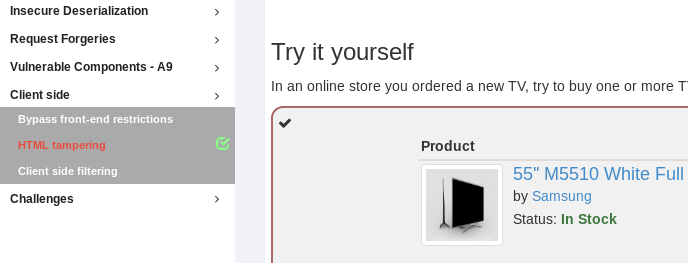 Insecure Deserialization
Request Forgeries
Vulnerable Components - A9
Client side
Bypass front-end restrictions
HTML tampering
Client side filtering
Challenges
Try it yourself
In an online store you ordered a new TV, try to buy one or more T
Product
55" M5510 White Full
by Samsung
Status: In Stock